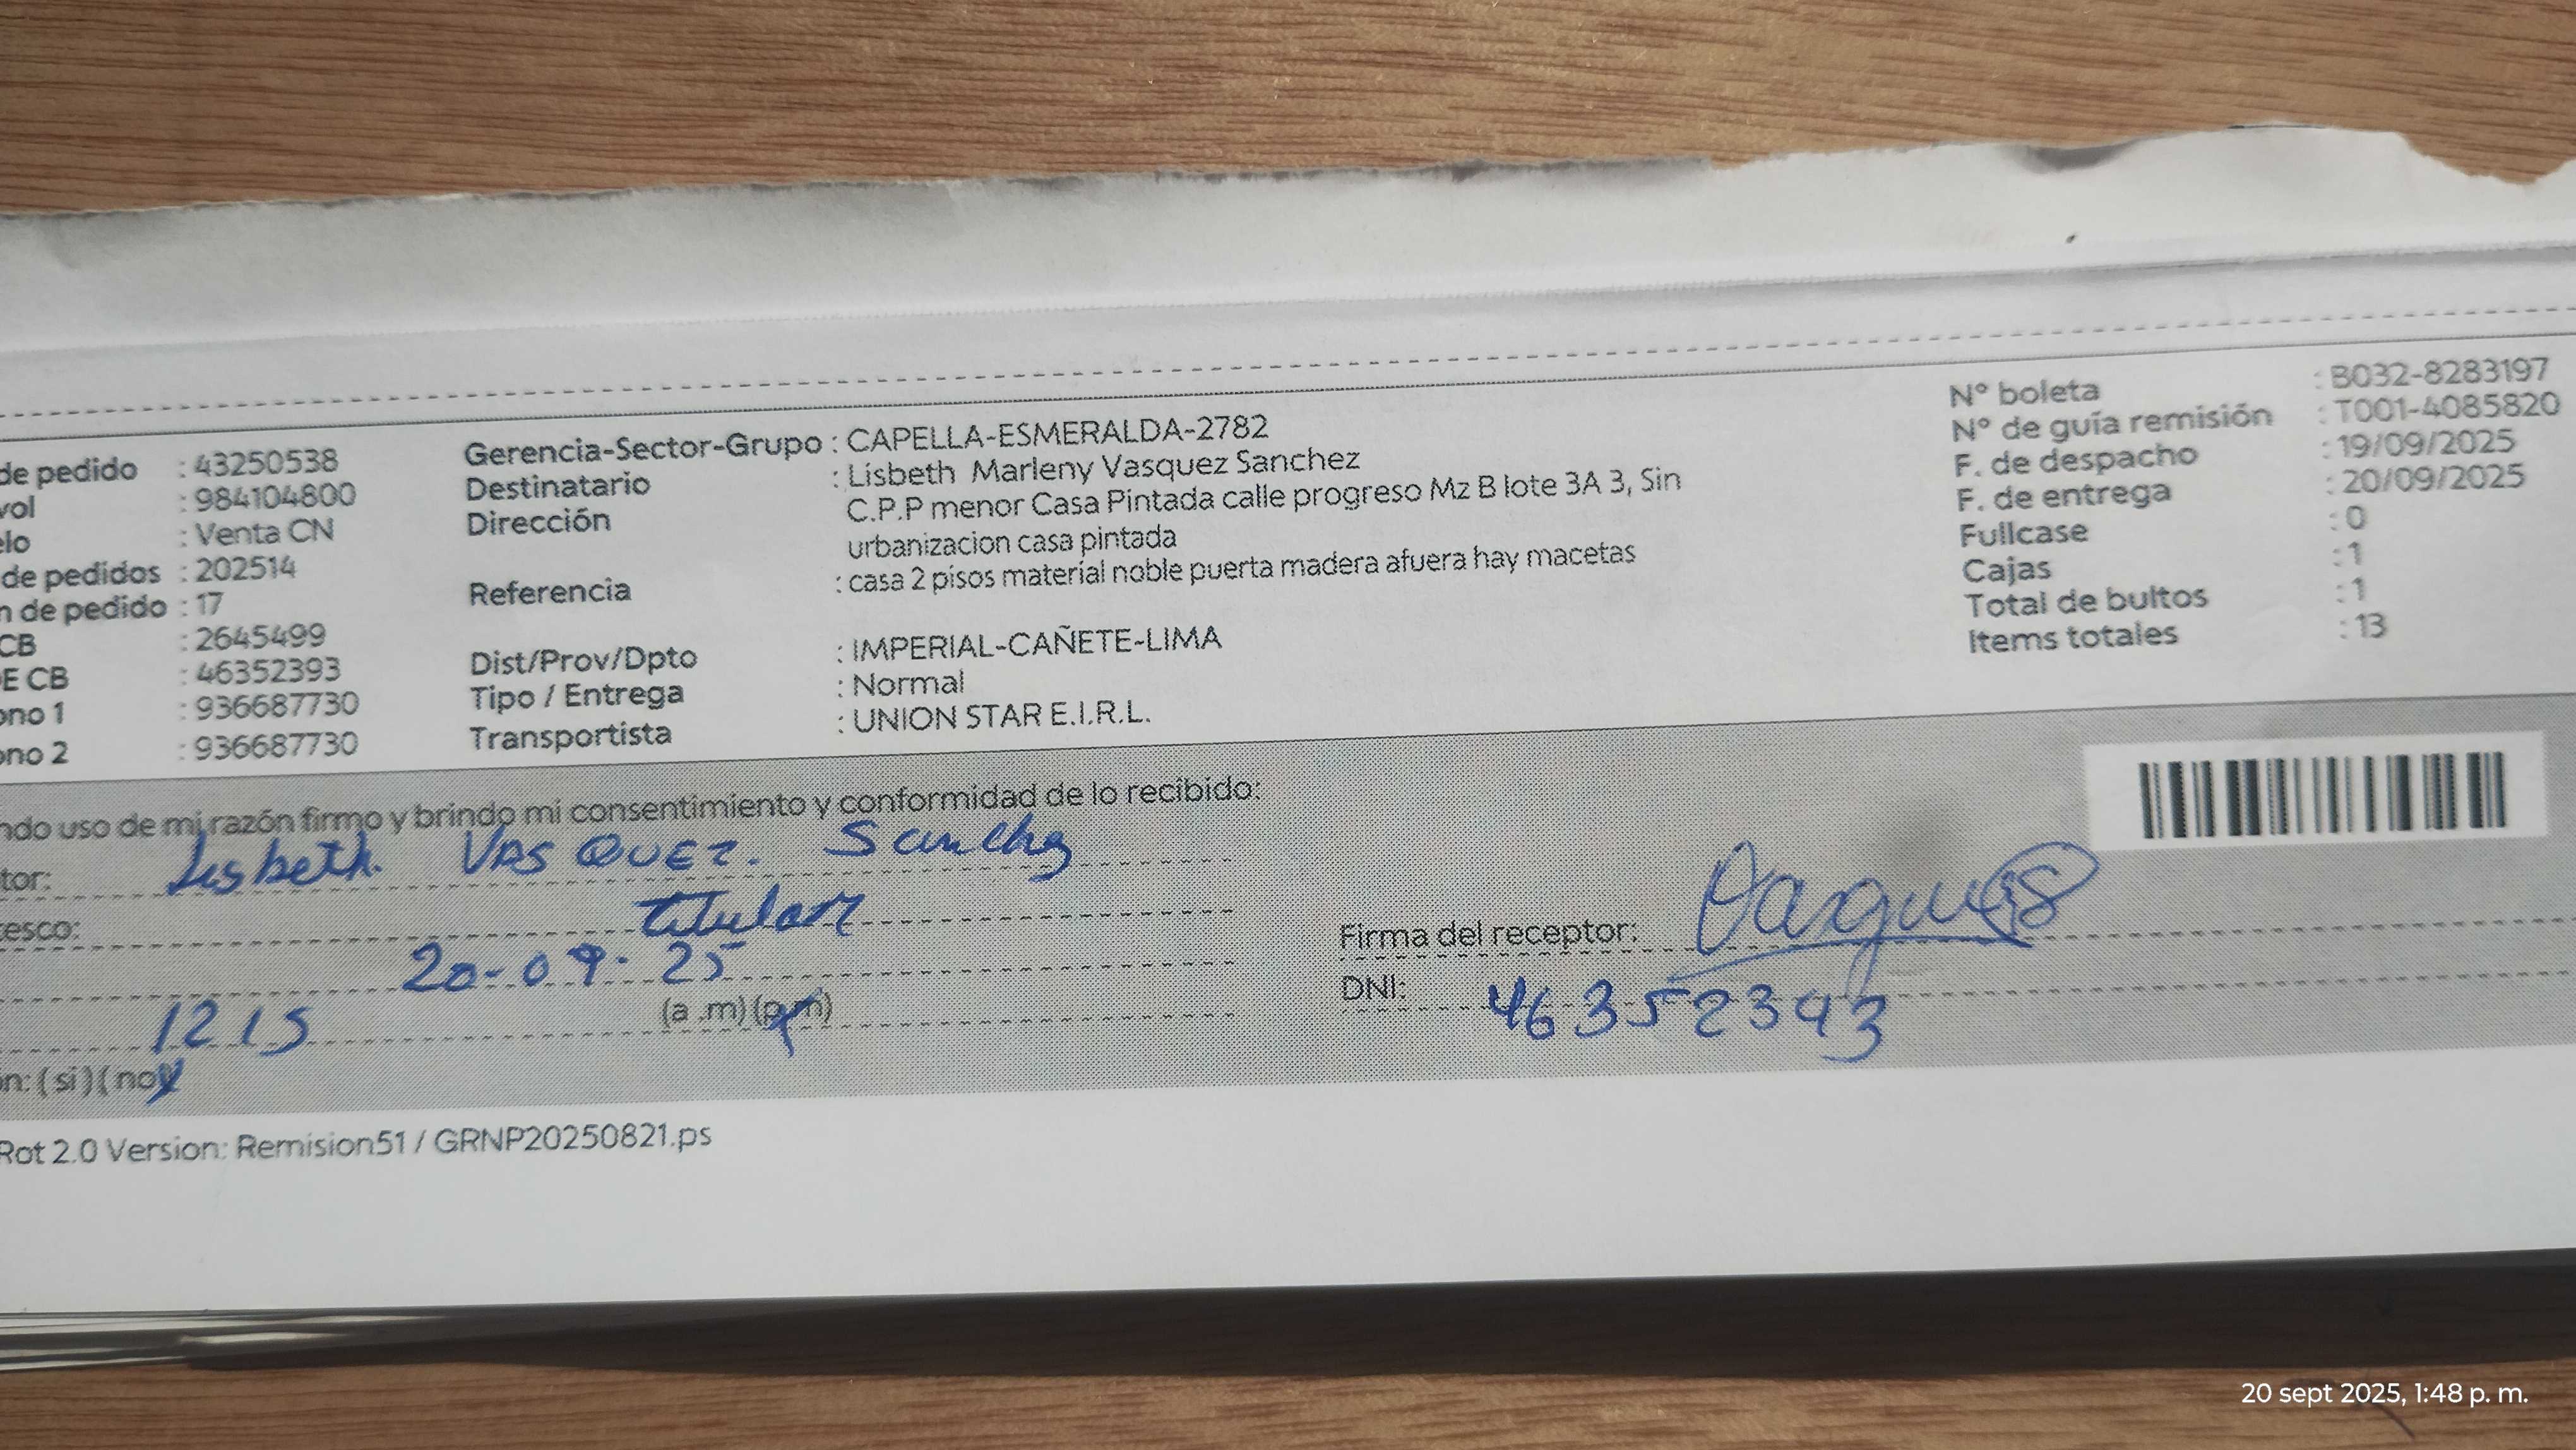 de pedido : 43250538
vol : 984104800
elo : Venta CN
de pedidos : 202514
n de pedido : 17
CB : 2645499
E CB : 46352393
ono 1 : 936687730
ono 2 : 936687730
Gerencia-Sector-Grupo : CAPELLA-ESMERALDA-2782
Destinatario : Lisbeth Marleny Vasquez Sanchez
Dirección C.P.P menor Casa Pintada calle progreso Mz B lote 3A 3, Sin
urbanizacion casa pintada
Referencia : casa 2 pisos material noble puerta madera afuera hay macetas
Dist/Prov/Dpto : IMPERIAL-CAÑETE-LIMA
Tipo / Entrega : Normal
Transportista : UNION STAR E.I.R.L.
N° boleta : B032-8283197
N° de guía remisión : T001-4085820
F. de despacho : 19/09/2025
F. de entrega : 20/09/2025
Fullcase : 0
Cajas : 1
Total de bultos : 1
Items totales : 13
ndo uso de mi razón firmo y brindo mi consentimiento y conformidad de lo recibido:
tor: Lisbeth. VASQUEZ. Sanchez
esco: titular
20-09-25
1215 (a .m) (p.m)
n: ( si ) ( no )
Firma del receptor: Vasquez
DNI: 46352393
Rot 2.0 Version: Remision51 / GRNP20250821.ps
20 sept 2025, 1:48 p. m.